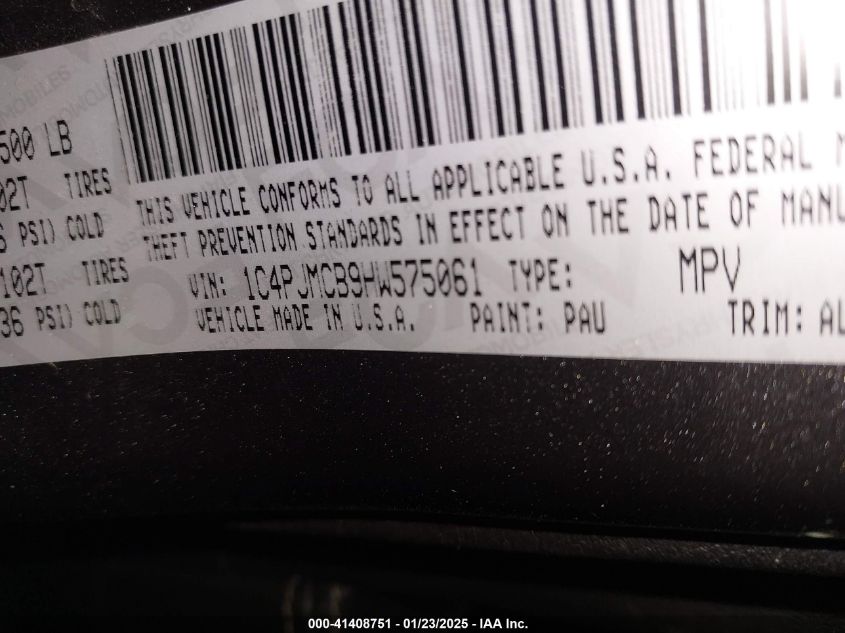 500 LB
02T TIRES
6 PSI) COLD
102T TIRES
36 PSI) COLD
THIS VEHICLE CONFORMS TO ALL APPLICABLE U.S.A. FEDERAL M
THEFT PREVENTION STANDARDS IN EFFECT ON THE DATE OF MANU
VIN: 1C4PJMCB9HW575061 TYPE: MPV
VEHICLE MADE IN U.S.A. PAINT: PAU TRIM: AL
000-41408751 - 01/23/2025 - IAA Inc.